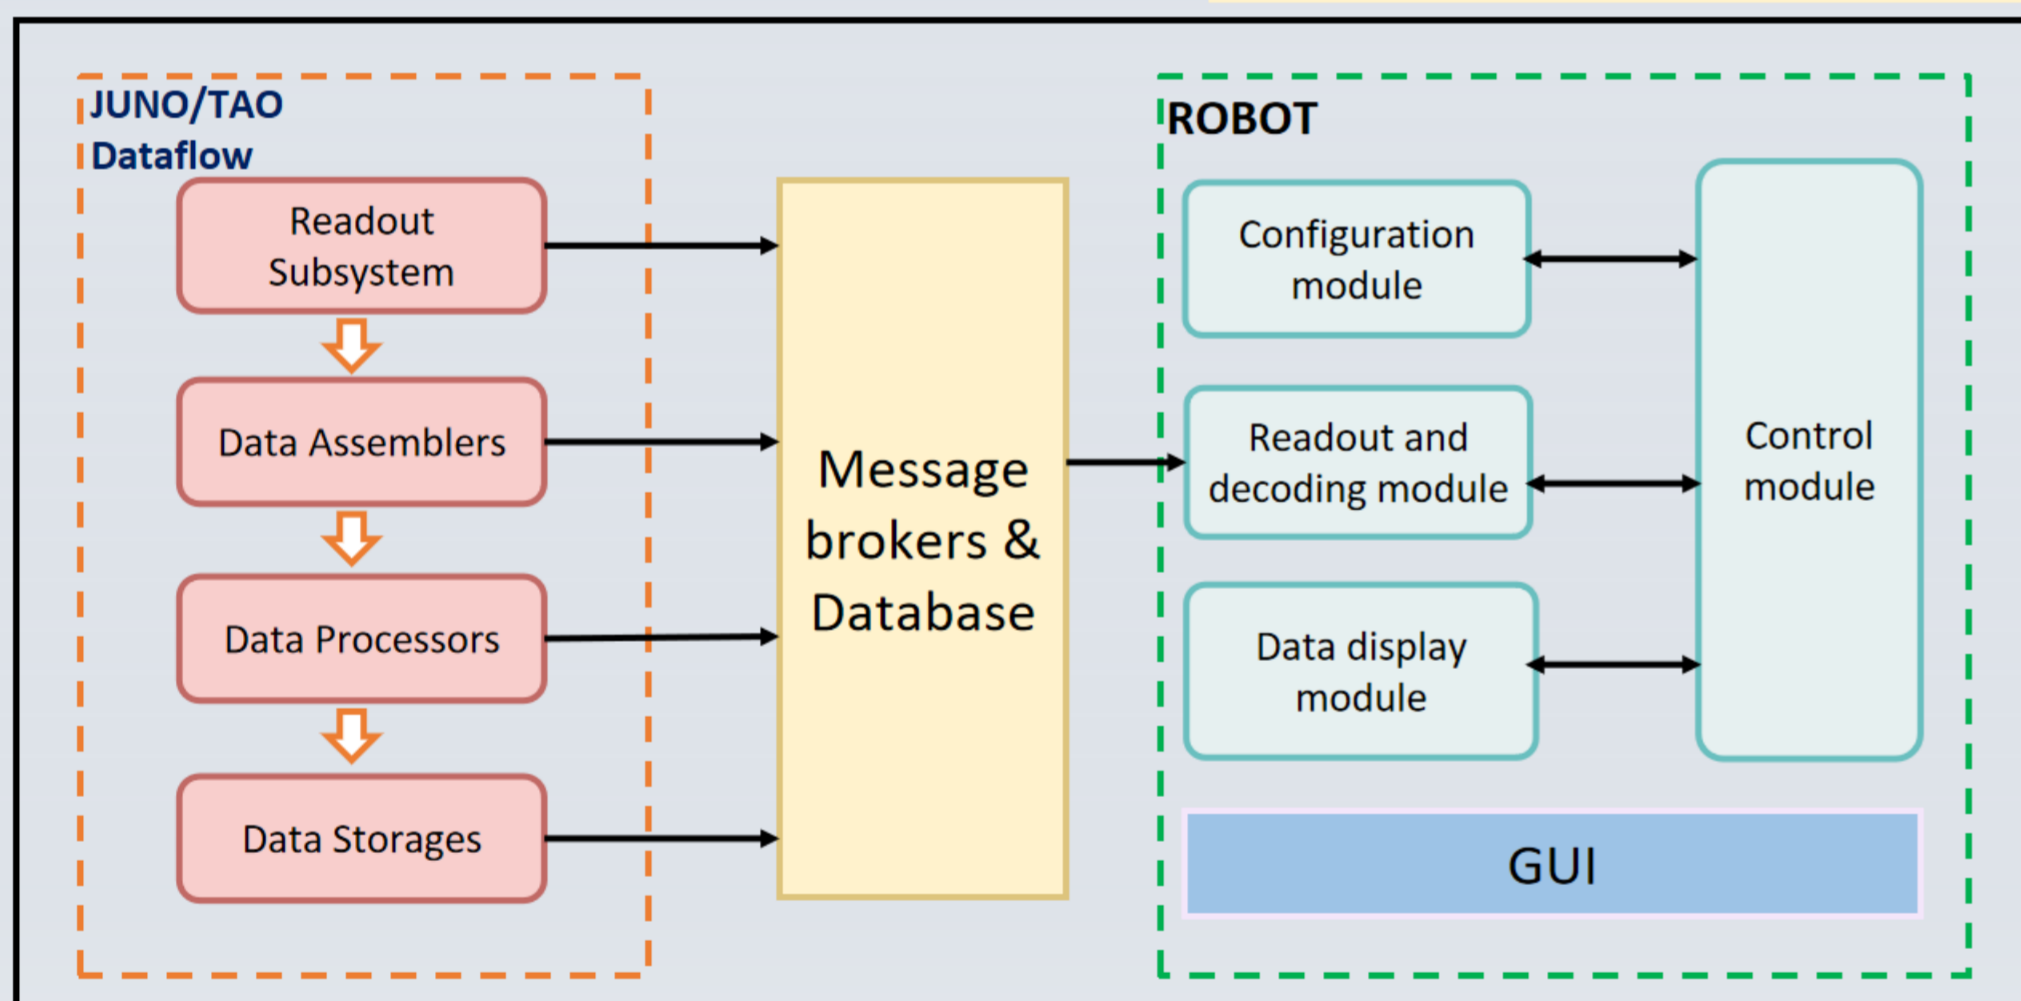 JUNO/TAO
Dataflow
Readout
Subsystem
Data Assemblers
Data Processors
Data Storages
Message
brokers &
Database
ROBOT
Configuration
module
Readout and
decoding module
Data display
module
Control
module
GUI